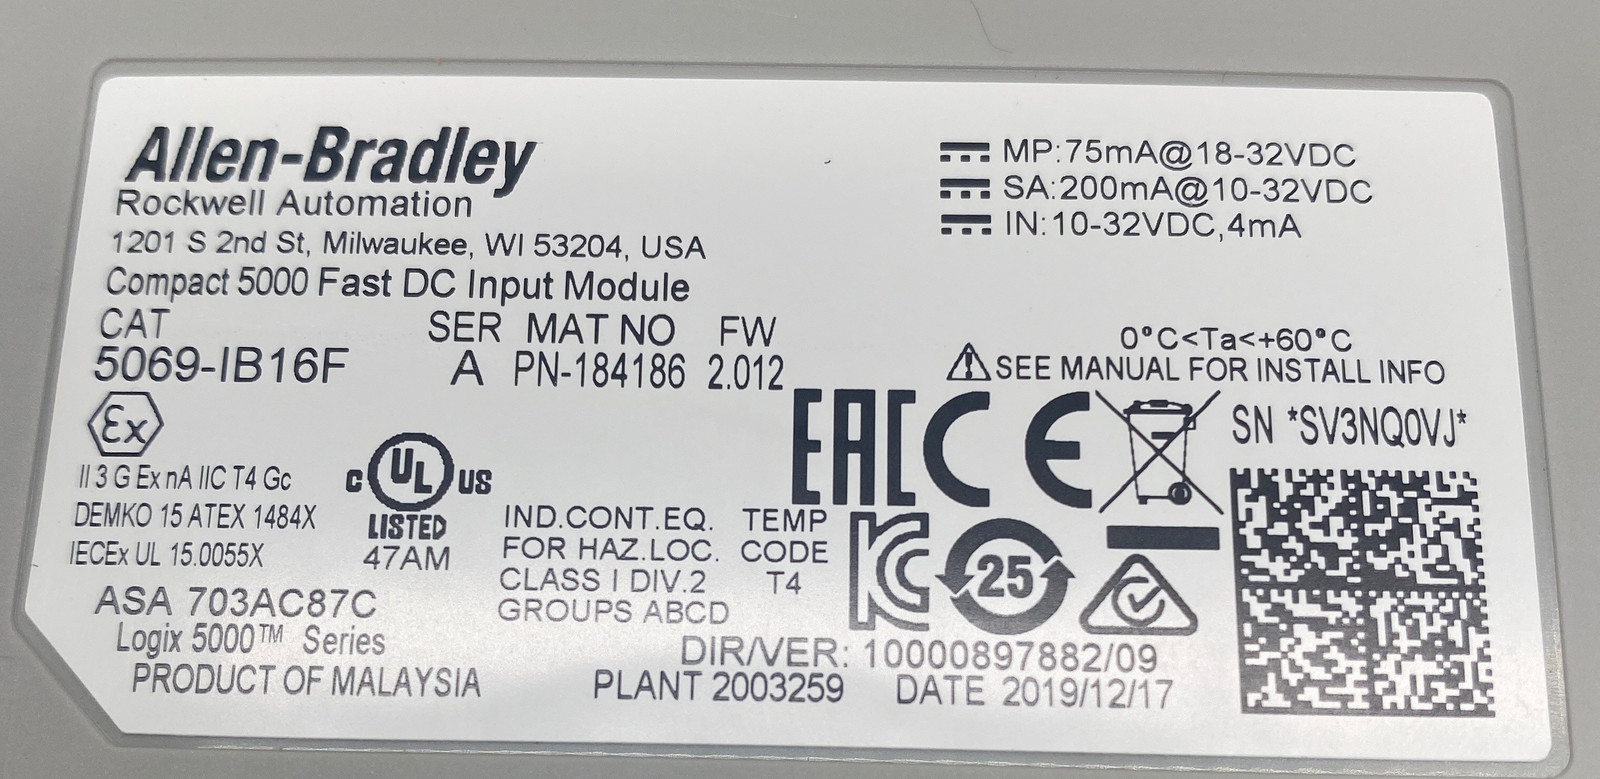 Allen-Bradley
Rockwell Automation
1201 S 2nd St, Milwaukee, WI 53204, USA
Compact 5000 Fast DC Input Module
CAT SER MAT NO FW
5069-IB16F A PN-184186 2.012
MP:75mA@18-32VDC
SA:200mA@10-32VDC
IN:10-32VDC,4mA
0°C<Ta<+60°C
SEE MANUAL FOR INSTALL INFO
SN *SV3NQ0VJ*
Ex
II 3 G Ex nA IIC T4 Gc
DEMKO 15 ATEX 1484X
IECEx UL 15.0055X
C UL US
LISTED
47AM
IND.CONT.EQ.
FOR HAZ.LOC.
CLASS I DIV.2
GROUPS ABCD
TEMP
CODE
T4
EAC CE
KC 25
ASA 703AC87C
Logix 5000™ Series
PRODUCT OF MALAYSIA
DIR/VER: 10000897882/09
PLANT 2003259 DATE 2019/12/17